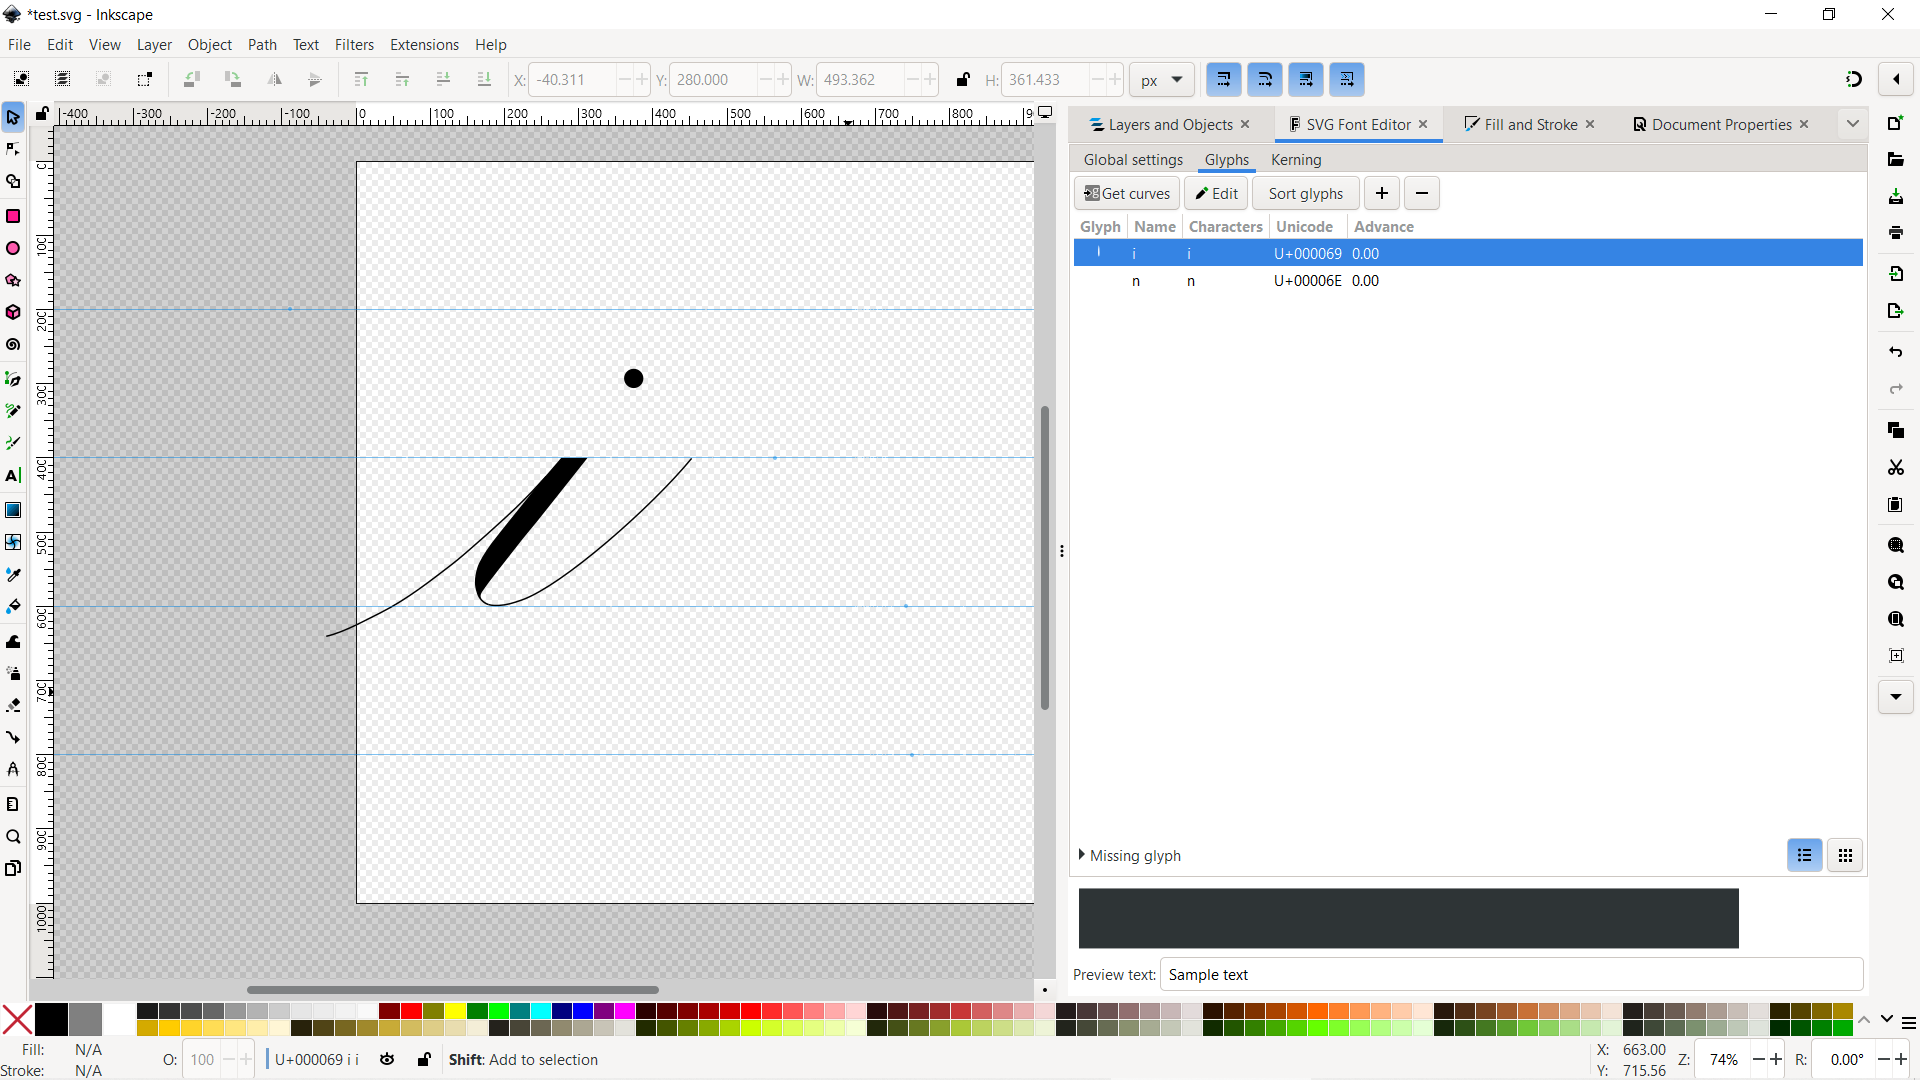 *test.svg - Inkscape
File Edit View Layer Object Path Text Filters Extensions Help
X: -40.311 Y: 280.000 W: 493.362 H: 361.433 px
-400 -300 -200 -100 0 100 200 300 400 500 600 700 800
0
100
200
300
400
500
600
700
800
900
1000
Layers and Objects SVG Font Editor Fill and Stroke Document Properties
Global settings Glyphs Kerning
Get curves Edit Sort glyphs
Glyph Name Characters Unicode Advance
i i U+000069 0.00
n n U+00006E 0.00
Missing glyph
Preview text: Sample text
Fill: N/A
Stroke: N/A
O: 100 U+000069 i i Shift: Add to selection
X: 663.00
Y: 715.56
Z: 74% R: 0.00°